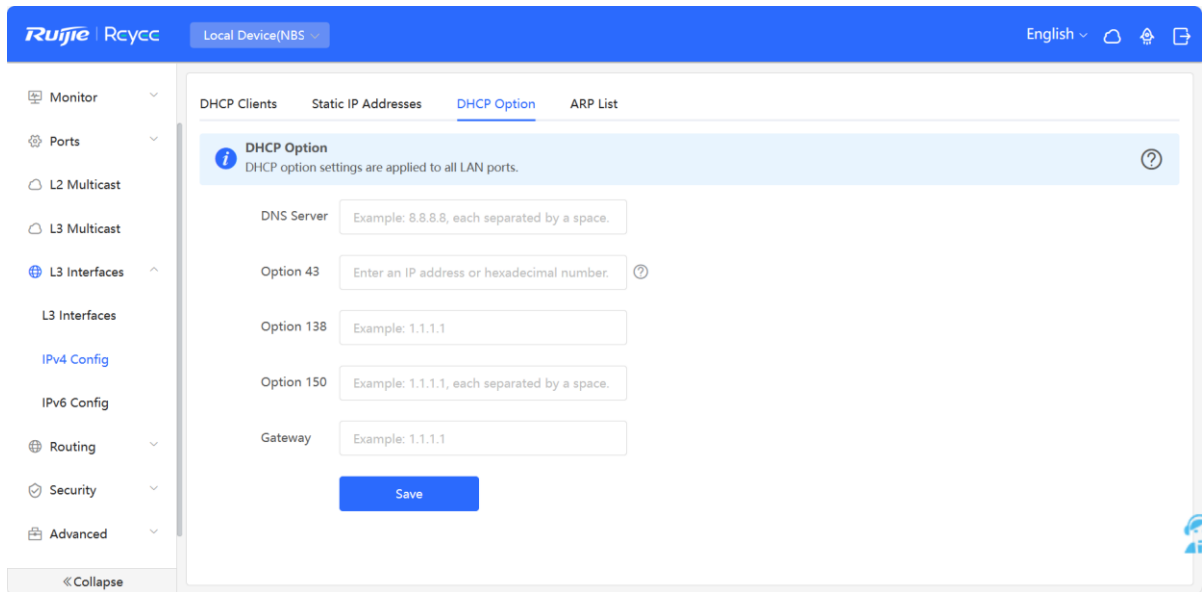 Ruijie | Rcycc
Local Device(NBS
English
Monitor
Ports
L2 Multicast
L3 Multicast
L3 Interfaces
L3 Interfaces
IPv4 Config
IPv6 Config
Routing
Security
Advanced
≪Collapse
DHCP Clients Static IP Addresses DHCP Option ARP List
DHCP Option
DHCP option settings are applied to all LAN ports.
DNS Server Example: 8.8.8.8, each separated by a space.
Option 43 Enter an IP address or hexadecimal number.
Option 138 Example: 1.1.1.1
Option 150 Example: 1.1.1.1, each separated by a space.
Gateway Example: 1.1.1.1
Save